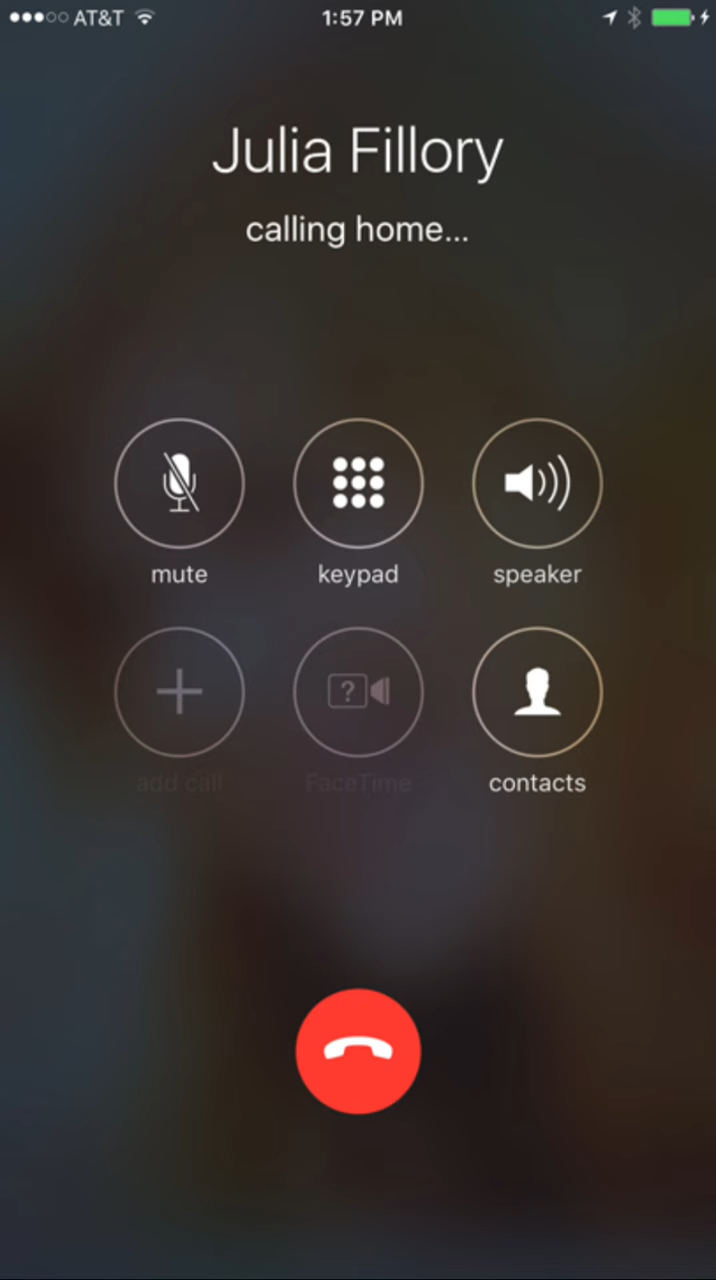 AT&T 1:57 PM
Julia Fillory
calling home...
mute keypad speaker
?
add call FaceTime contacts